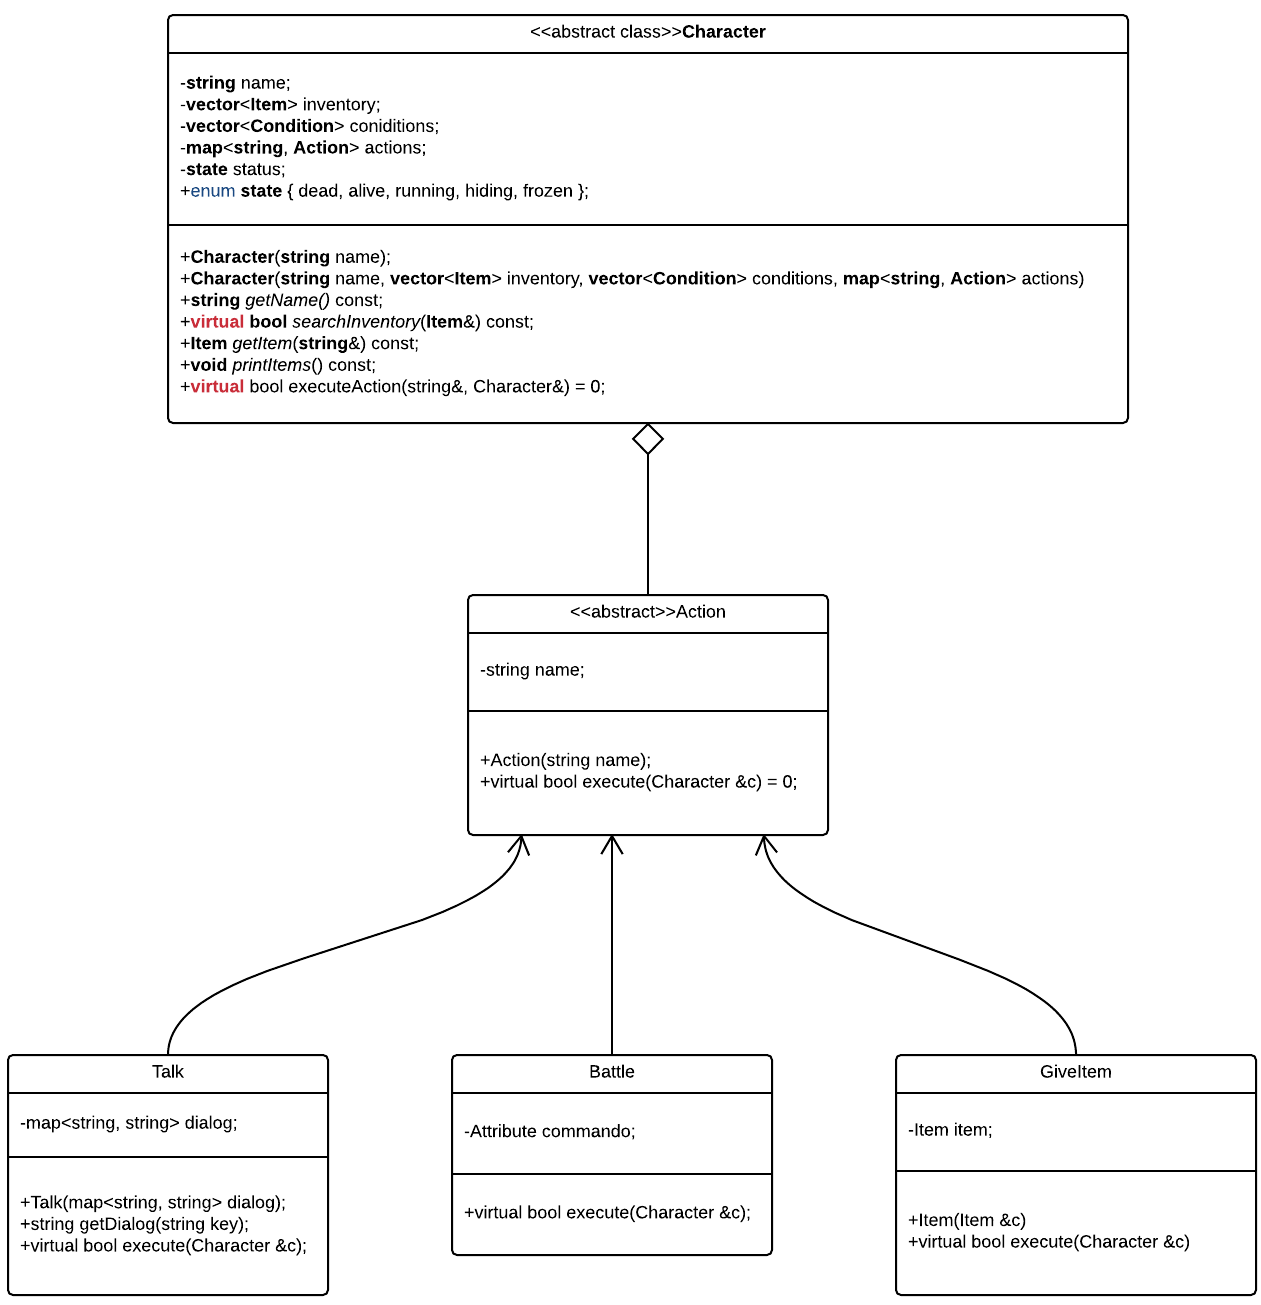 <<abstract class>>Character
-string name;
-vector<Item> inventory;
-vector<Condition> coniditions;
-map<string, Action> actions;
-state status;
+enum state { dead, alive, running, hiding, frozen };
+Character(string name);
+Character(string name, vector<Item> inventory, vector<Condition> conditions, map<string, Action> actions)
+string getName() const;
+virtual bool searchInventory(Item&) const;
+Item getItem(string&) const;
+void printItems() const;
+virtual bool executeAction(string&, Character&) = 0;
<<abstract>>Action
-string name;
+Action(string name);
+virtual bool execute(Character &c) = 0;
Talk
-map<string, string> dialog;
+Talk(map<string, string> dialog);
+string getDialog(string key);
+virtual bool execute(Character &c);
Battle
-Attribute commando;
+virtual bool execute(Character &c);
GiveItem
-Item item;
+Item(Item &c)
+virtual bool execute(Character &c)